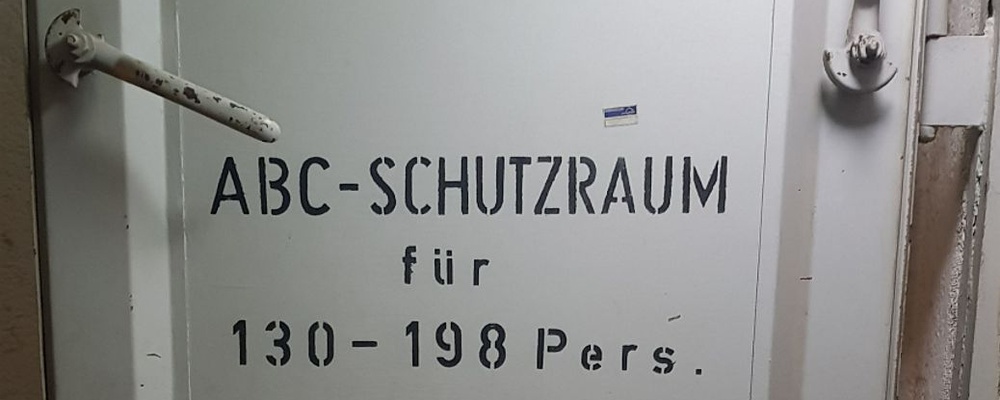 ABC-SCHUTZRAUM
für
130-198 Pers.